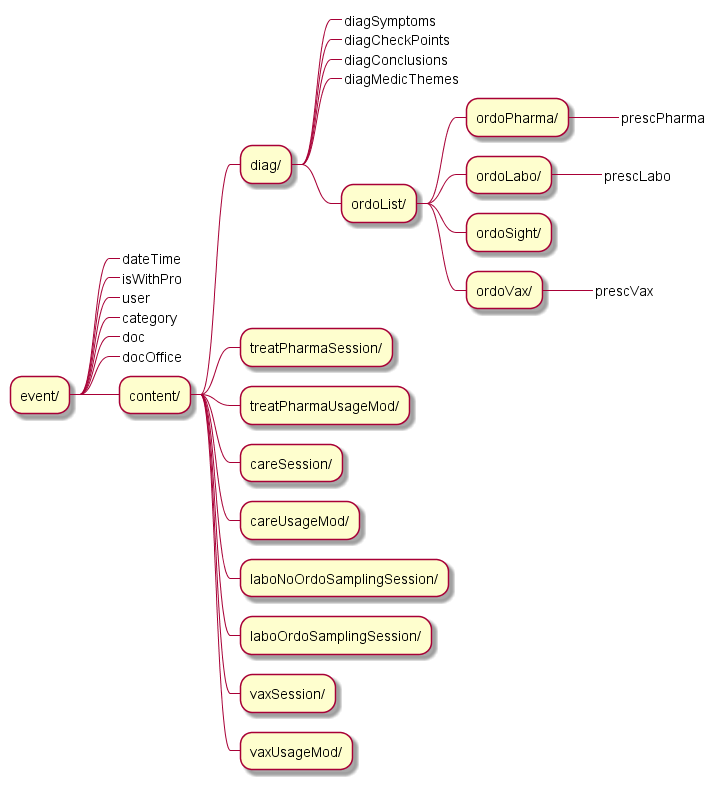 diagSymptoms
diagCheckPoints
diagConclusions
diagMedicThemes
ordoPharma/
prescPharma
diag/
ordoLabo/
prescLabo
ordoList/
ordoSight/
dateTime
isWithPro
ordoVax/
prescVax
user
category
doc
treatPharmaSession/
docOffice
event/
content/
treatPharmaUsageMod/
careSession/
careUsageMod/
laboNoOrdoSamplingSession/
laboOrdoSamplingSession/
vaxSession/
vaxUsageMod/